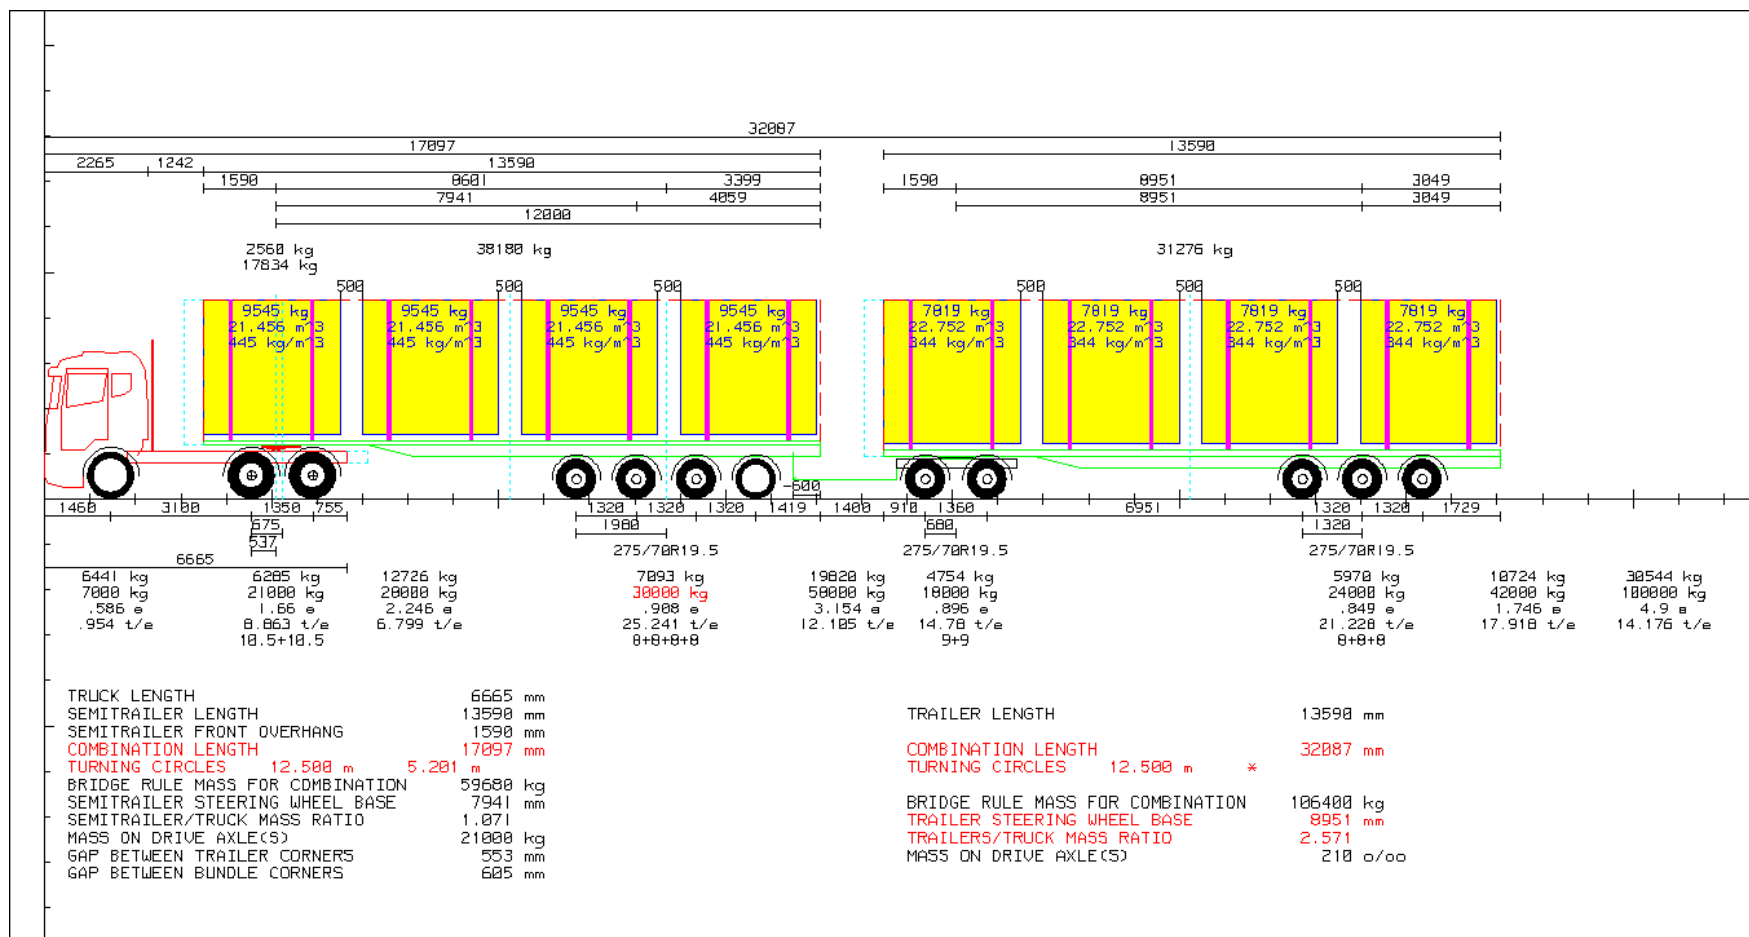 32087
17097 13590
2265 1242 13590
1590 8601 3399 1590 8951 3049
7941 4059 8951 3049
12000
2560 kg 38180 kg 31276 kg
17834 kg
500 500 500 500 500 500
9545 kg 9545 kg 9545 kg 9545 kg 7819 kg 7819 kg 7819 kg 7819 kg
21.456 m^3 21.456 m^3 21.456 m^3 21.456 m^3 22.752 m^3 22.752 m^3 22.752 m^3 22.752 m^3
445 kg/m^3 445 kg/m^3 445 kg/m^3 445 kg/m^3 344 kg/m^3 344 kg/m^3 344 kg/m^3 344 kg/m^3
-600
1460 3100 1350 755 1320 1320 1320 1419 1400 910 1360 6951 1320 1320 1729
675 1980 680 1320
537 275/70R19.5 275/70R19.5 275/70R19.5
6665
6441 kg 6285 kg 12726 kg 7093 kg 19820 kg 4754 kg 5970 kg 10724 kg 30544 kg
7000 kg 21000 kg 28000 kg 30000 kg 58000 kg 18000 kg 24000 kg 42000 kg 100000 kg
.586 e 1.66 e 2.246 e .908 e 3.154 e .896 e .849 e 1.746 e 4.9 e
.954 t/e 8.863 t/e 6.799 t/e 25.241 t/e 12.105 t/e 14.78 t/e 21.228 t/e 17.918 t/e 14.176 t/e
10.5+10.5 8+8+8+8 9+9 8+8+8
TRUCK LENGTH 6665 mm
SEMITRAILER LENGTH 13590 mm TRAILER LENGTH 13590 mm
SEMITRAILER FRONT OVERHANG 1590 mm
COMBINATION LENGTH 17097 mm COMBINATION LENGTH 32087 mm
TURNING CIRCLES 12.500 m 5.201 m TURNING CIRCLES 12.500 m *
BRIDGE RULE MASS FOR COMBINATION 59680 kg
SEMITRAILER STEERING WHEEL BASE 7941 mm BRIDGE RULE MASS FOR COMBINATION 106400 kg
SEMITRAILER/TRUCK MASS RATIO 1.071 TRAILER STEERING WHEEL BASE 8951 mm
MASS ON DRIVE AXLE(S) 21000 kg TRAILERS/TRUCK MASS RATIO 2.571
GAP BETWEEN TRAILER CORNERS 553 mm MASS ON DRIVE AXLE(S) 210 o/oo
GAP BETWEEN BUNDLE CORNERS 605 mm